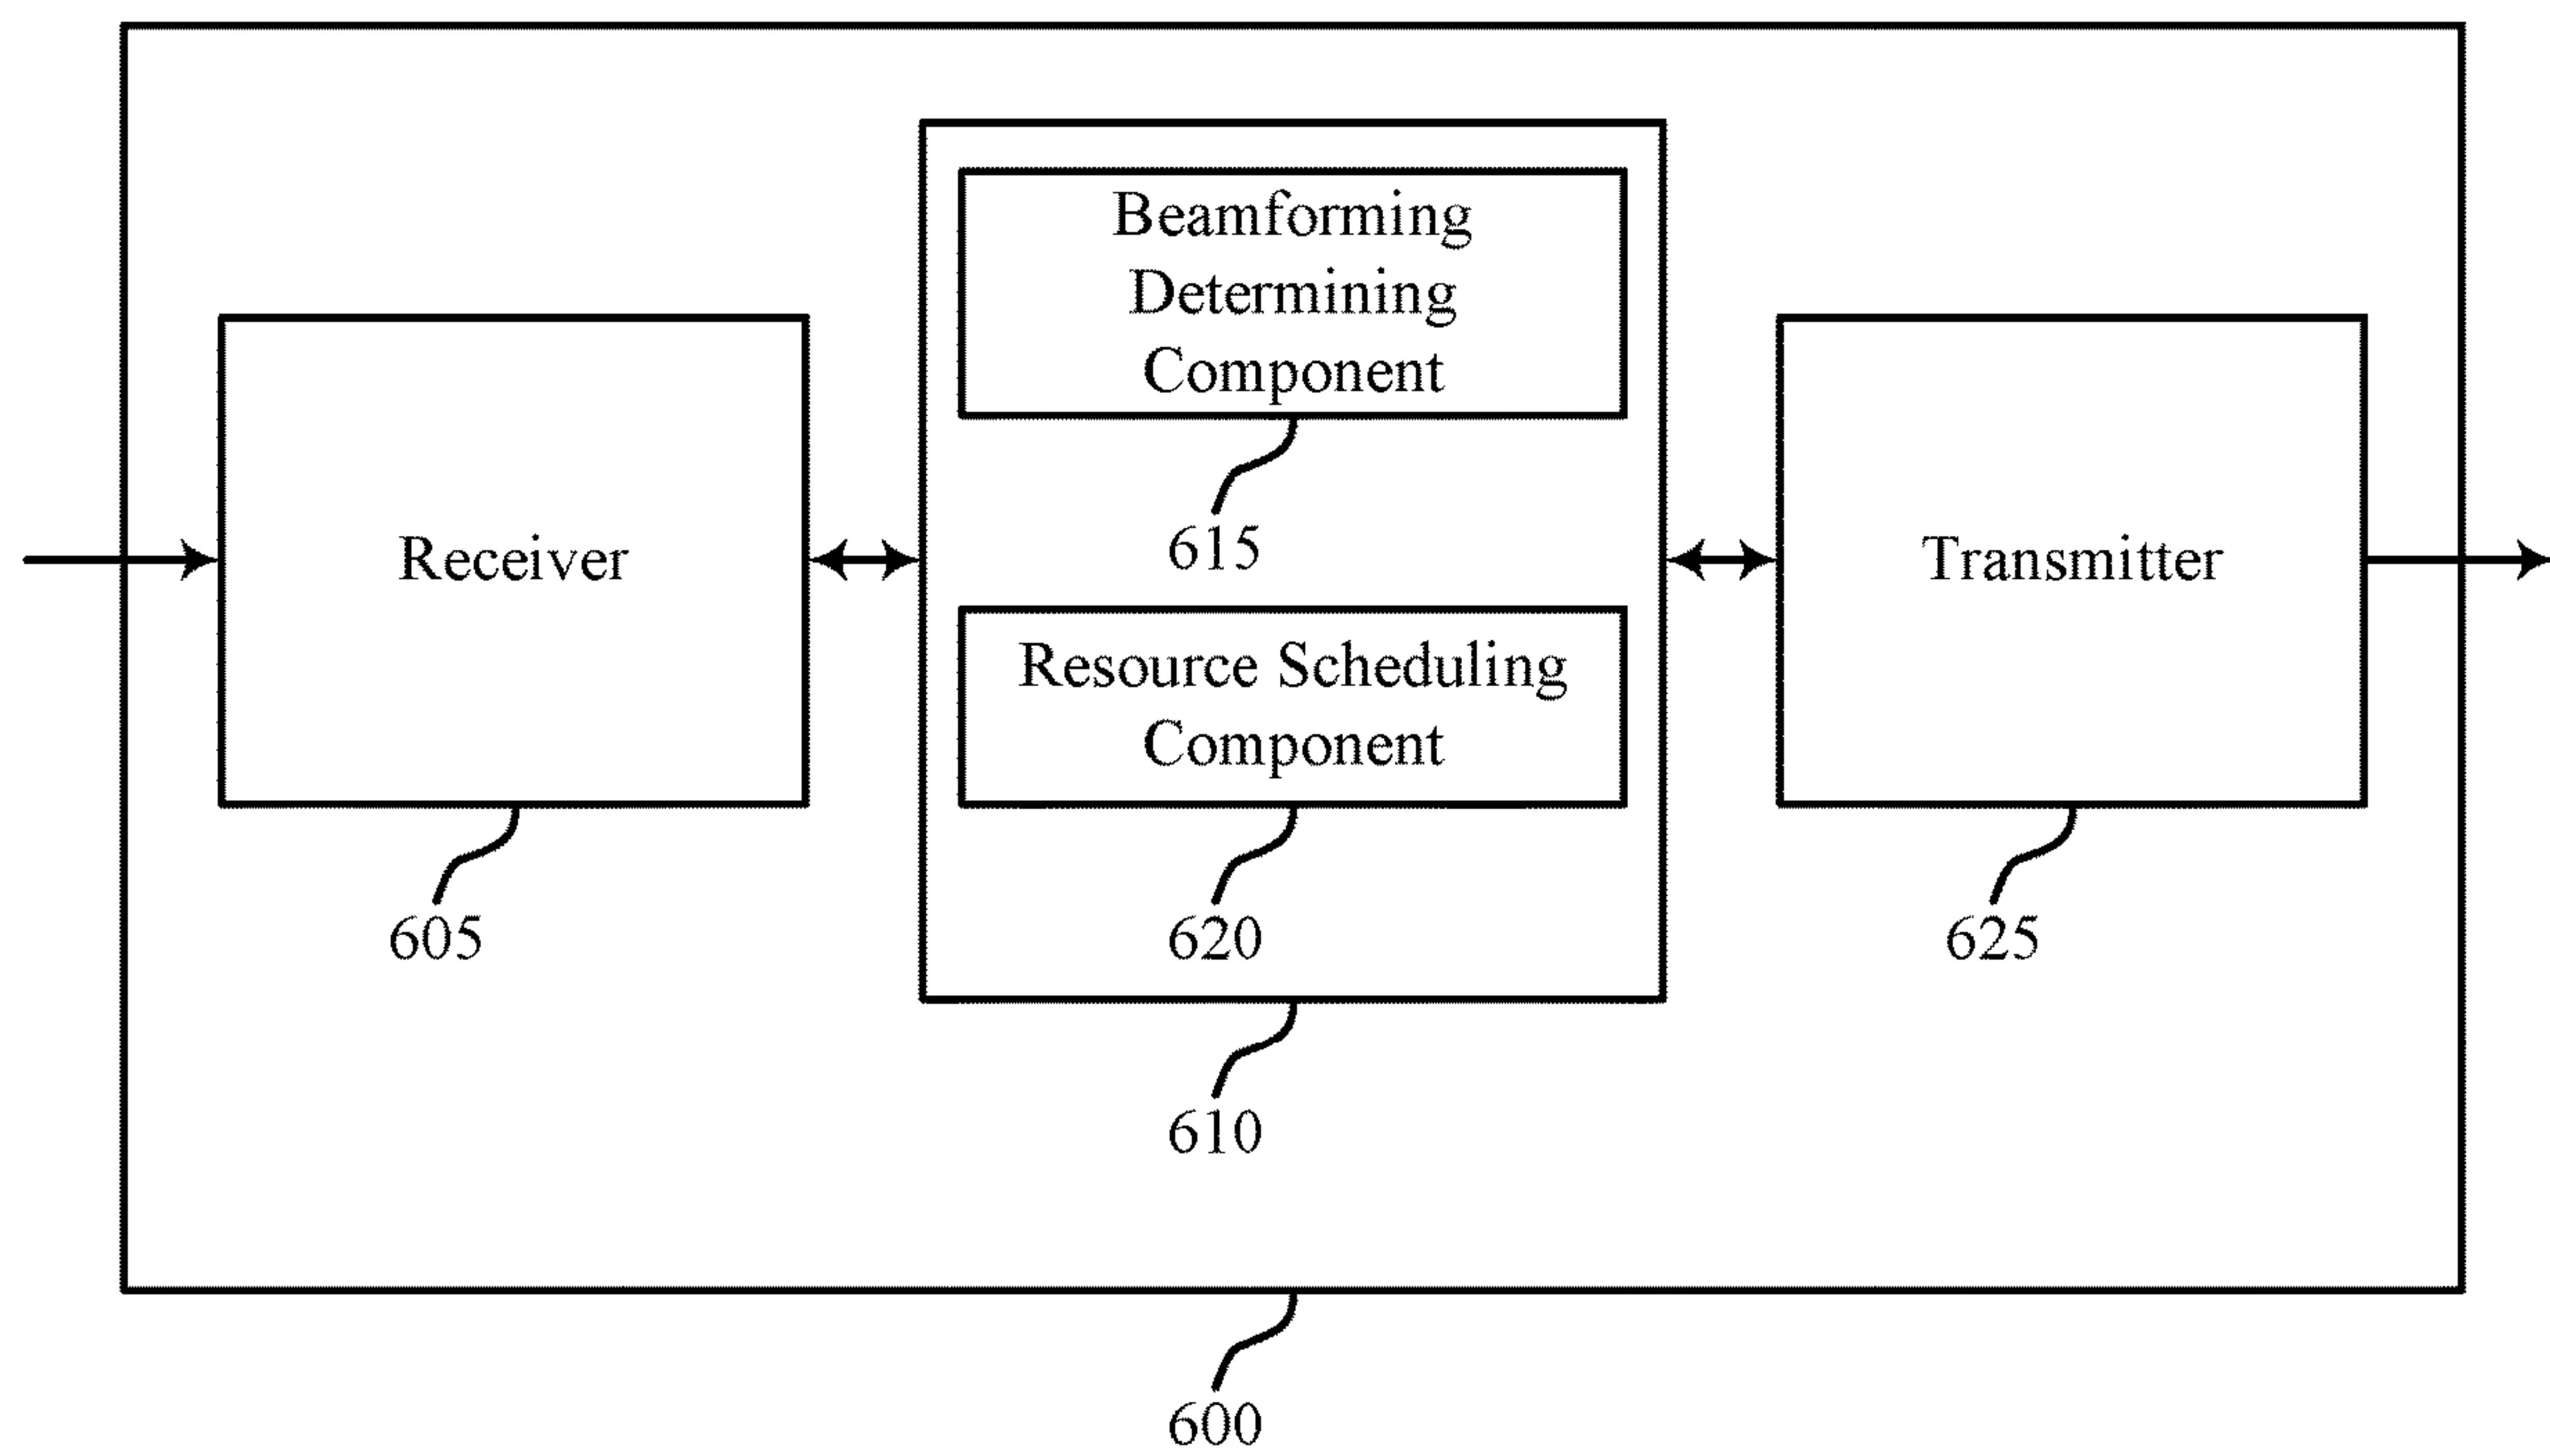 Beamforming
Determining
Component
615
Receiver
Transmitter
Resource Scheduling
Component
605
620
625
610
600